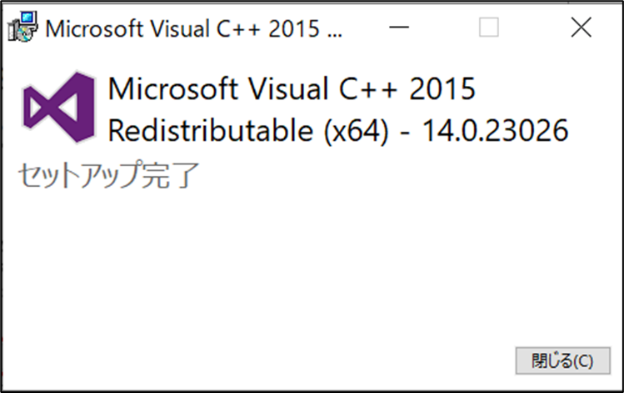 Microsoft Visual C++ 2015 ...
Microsoft Visual C++ 2015
Redistributable (x64) - 14.0.23026
セットアップ完了
閉じる(C)